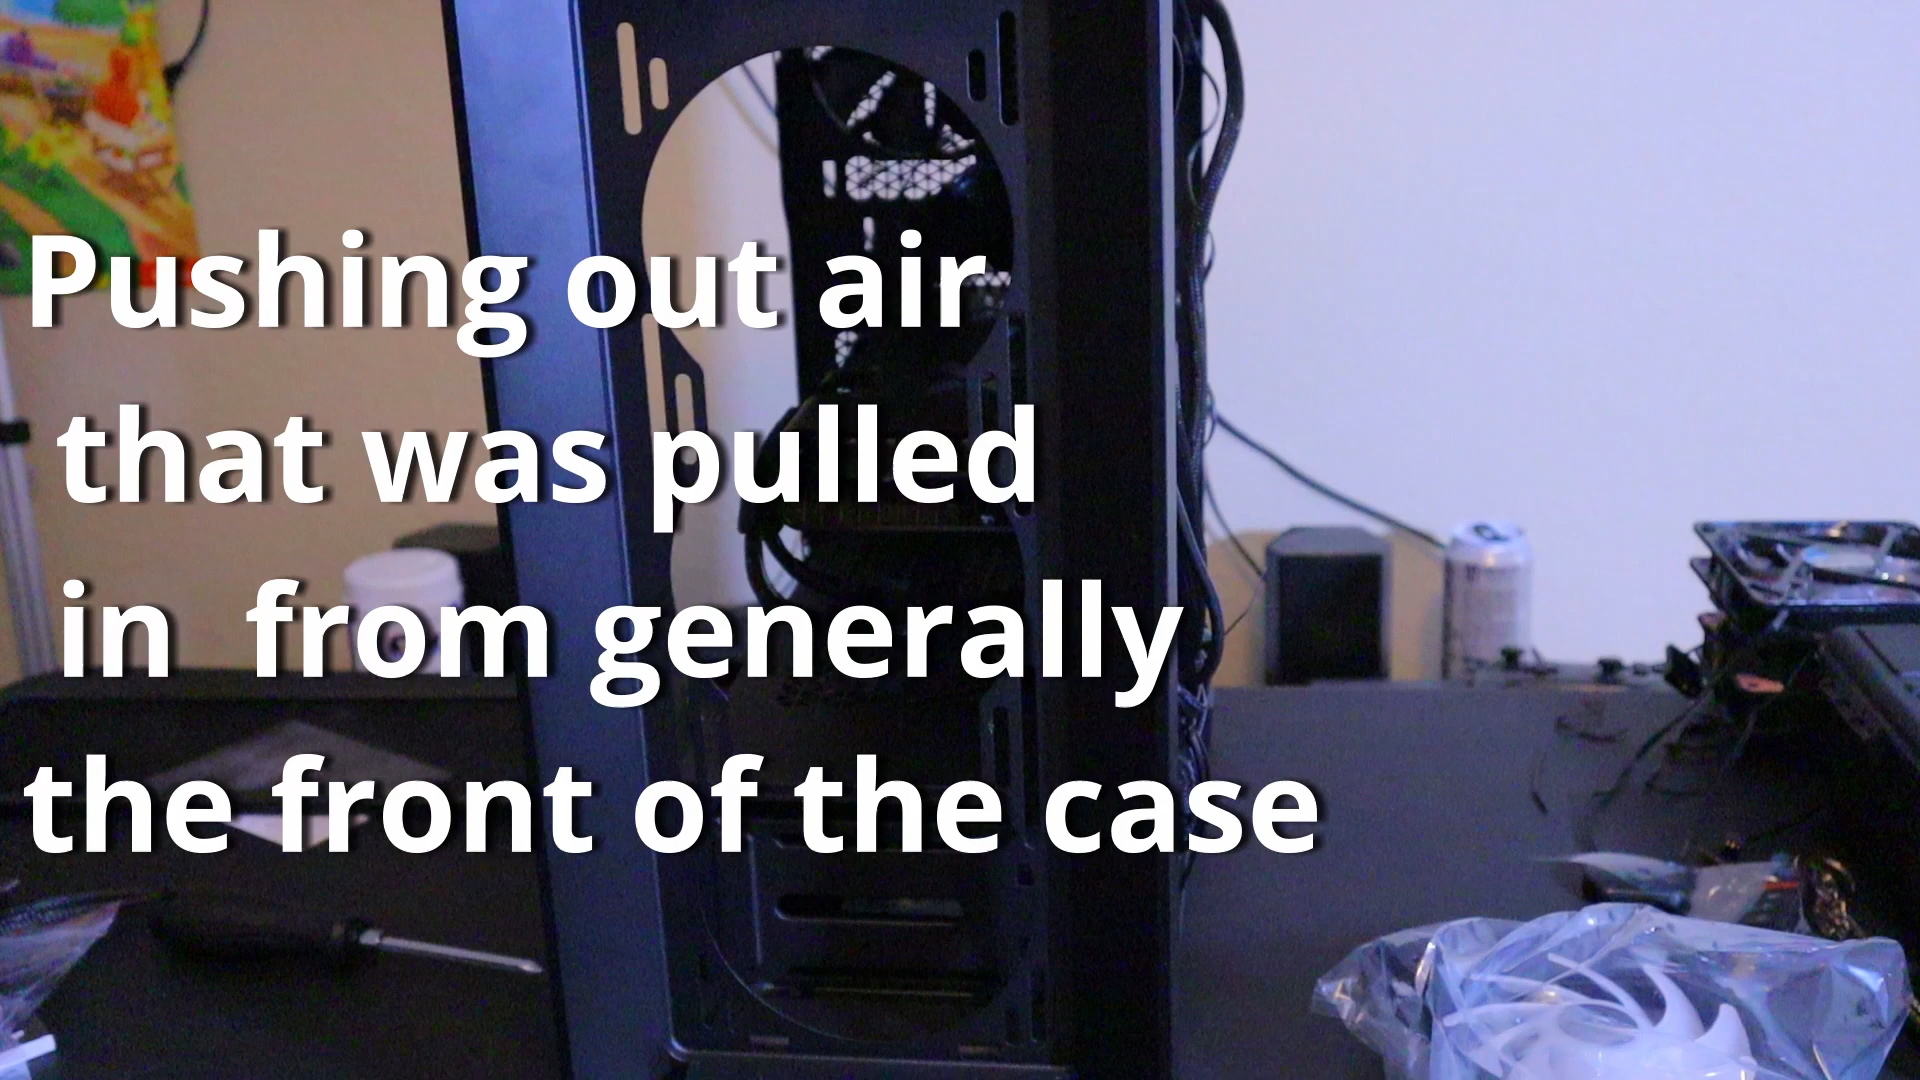 Pushing out air
that was pulled
in from generally
the front of the case